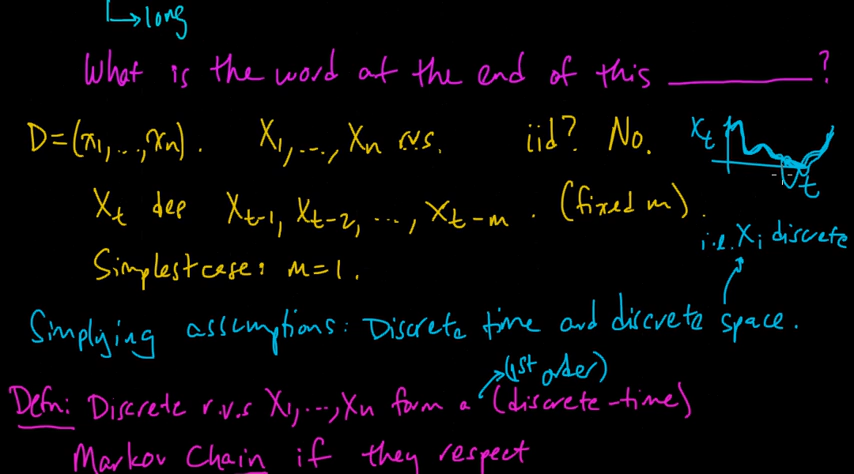 ↳ long
What is the word at the end of this ________?
D=(x₁,...,xₙ). X₁,...,Xₙ r.v.s. iid? No.
Xₜ
t
Xₜ dep Xₜ₋₁, Xₜ₋₂, ..., Xₜ₋ₘ. (fixed m).
i.e. Xᵢ discrete
Simplest case: m=1.
Simplying assumptions: Discrete time and discrete space.
(1st order)
Defn: Discrete r.v.s X₁,...,Xₙ form a (discrete-time)
Markov Chain if they respect